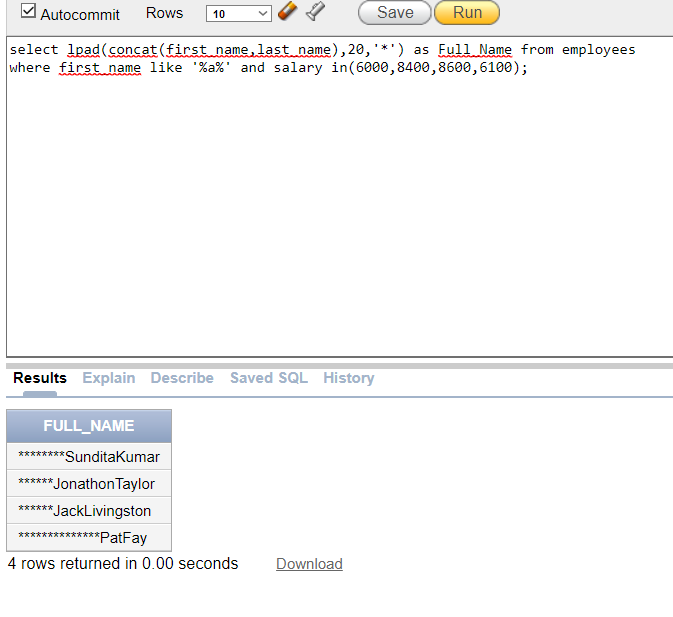 Autocommit Rows 10 Save Run
select lpad(concat(first_name,last_name),20,'*') as Full_Name from employees
where first_name like '%a%' and salary in(6000,8400,8600,6100);
Results Explain Describe Saved SQL History
FULL_NAME
********SunditaKumar
******JonathonTaylor
******JackLivingston
**************PatFay
4 rows returned in 0.00 seconds Download